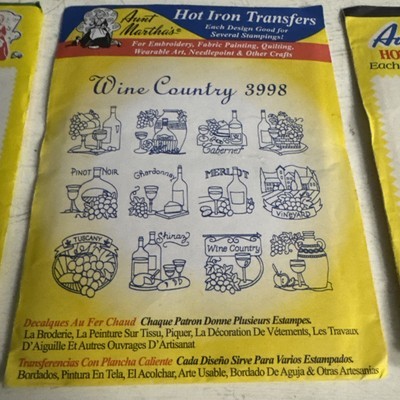 Aunt Martha's®
Hot Iron Transfers
Each Design Good for
Several Stampings!
For Embroidery, Fabric Painting, Quilting,
Wearable Art, Needlepoint & Other Crafts
Wine Country 3998
Cabernet
PINOT NOIR
Chardonnay
MERLOT
VINEYARD
TUSCANY
Shiraz
Wine Country
Decalques Au Fer Chaud Chaque Patron Donne Plusieurs Estampes.
La Broderie, La Peinture Sur Tissu, Piquer, La Décoration De Vêtements, Les Travaux
D'Aiguille Et Autres Ouvrages D'Artisanat
Transferencias Con Plancha Caliente Cada Diseño Sirve Para Varios Estampados.
Bordados, Pintura En Tela, El Acolchar, Arte Usable, Bordado De Aguja & Otras Artesanías
Each